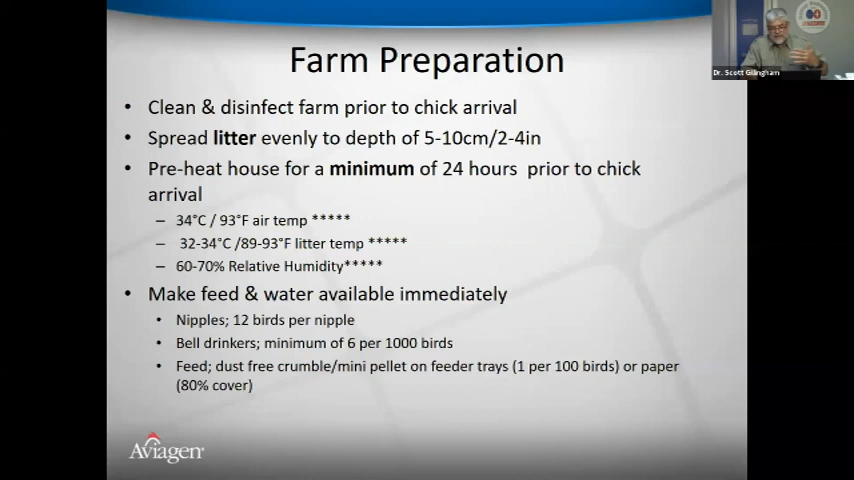 Farm Preparation
• Clean & disinfect farm prior to chick arrival
• Spread litter evenly to depth of 5-10cm/2-4in
• Pre-heat house for a minimum of 24 hours prior to chick
arrival
– 34°C / 93°F air temp *****
– 32-34°C /89-93°F litter temp *****
– 60-70% Relative Humidity*****
• Make feed & water available immediately
• Nipples; 12 birds per nipple
• Bell drinkers; minimum of 6 per 1000 birds
• Feed; dust free crumble/mini pellet on feeder trays (1 per 100 birds) or paper
(80% cover)
Aviagen
Dr. Scott Gillingham